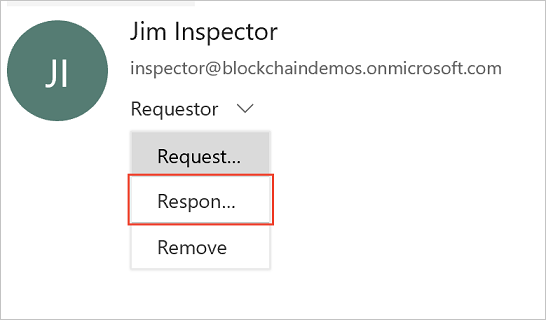 JI
Jim Inspector
inspector@blockchaindemos.onmicrosoft.com
Requestor
Request...
Respon...
Remove